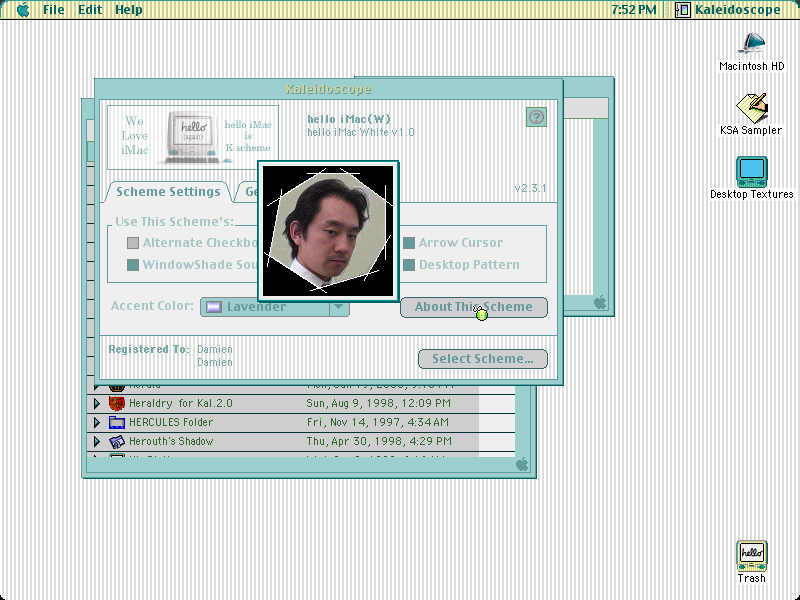 File Edit Help
7:52 PM
Kaleidoscope
Macintosh HD
KSA Sampler
Desktop Textures
Kaleidoscope
We
Love
iMac
hello
(again)
hello iMac
is
K scheme
hello iMac(W)
hello iMac White v1.0
?
v2.3.1
Scheme Settings
Ge
Use This Scheme's:
Alternate Checkbo
WindowShade Sou
Arrow Cursor
Desktop Pattern
Accent Color:
Lavender
About This Scheme
Registered To: Damien
Damien
Select Scheme...
Heraldry for Kal.2.0 Sun, Aug 9, 1998, 12:09 PM
HERCULES Folder Fri, Nov 14, 1997, 4:34 AM
Herouth's Shadow Thu, Apr 30, 1998, 4:29 PM
hello
Trash